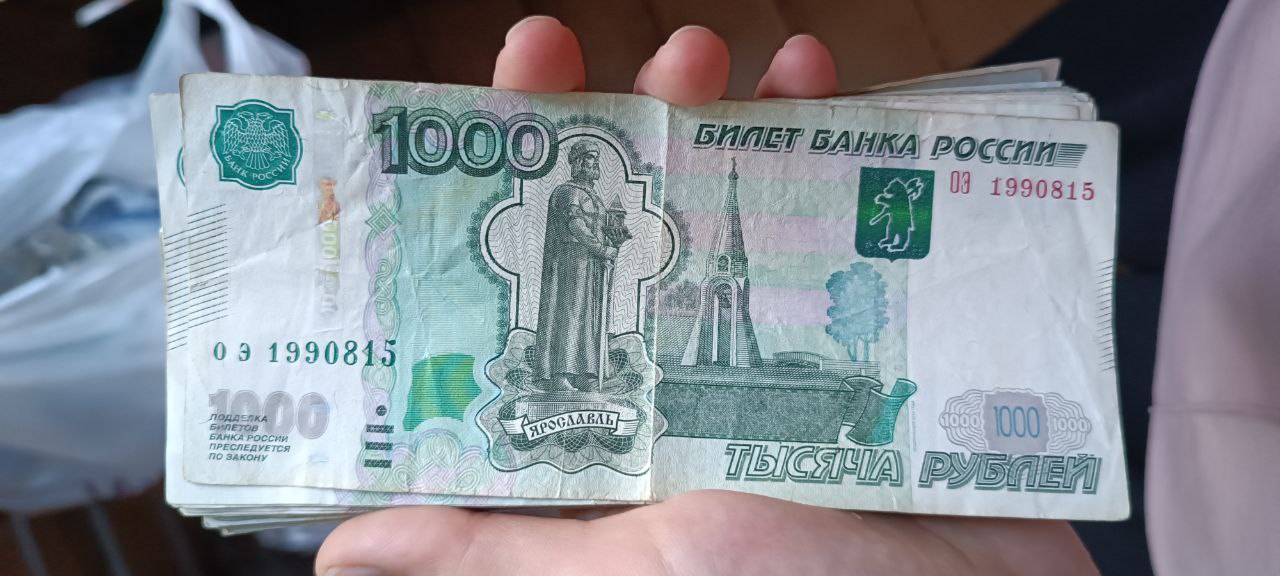 БАНК РОССИИ
1000
БИЛЕТ БАНКА РОССИИ
ОЭ 1990815
ОЭ 1990815
1000
ПОДДЕЛКА
БИЛЕТОВ
БАНКА РОССИИ
ПРЕСЛЕДУЕТСЯ
ПО ЗАКОНУ
ЯРОСЛАВЛЬ
1000 1000 1000
ТЫСЯЧА РУБЛЕЙ